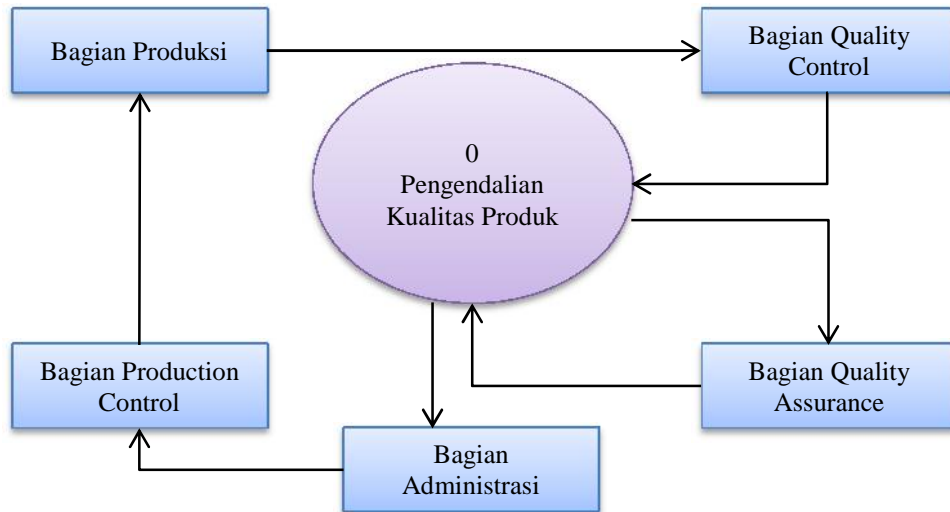 Bagian Produksi
Bagian Quality
Control
0
Pengendalian
Kualitas Produk
Bagian Production
Control
Bagian Quality
Assurance
Bagian
Administrasi